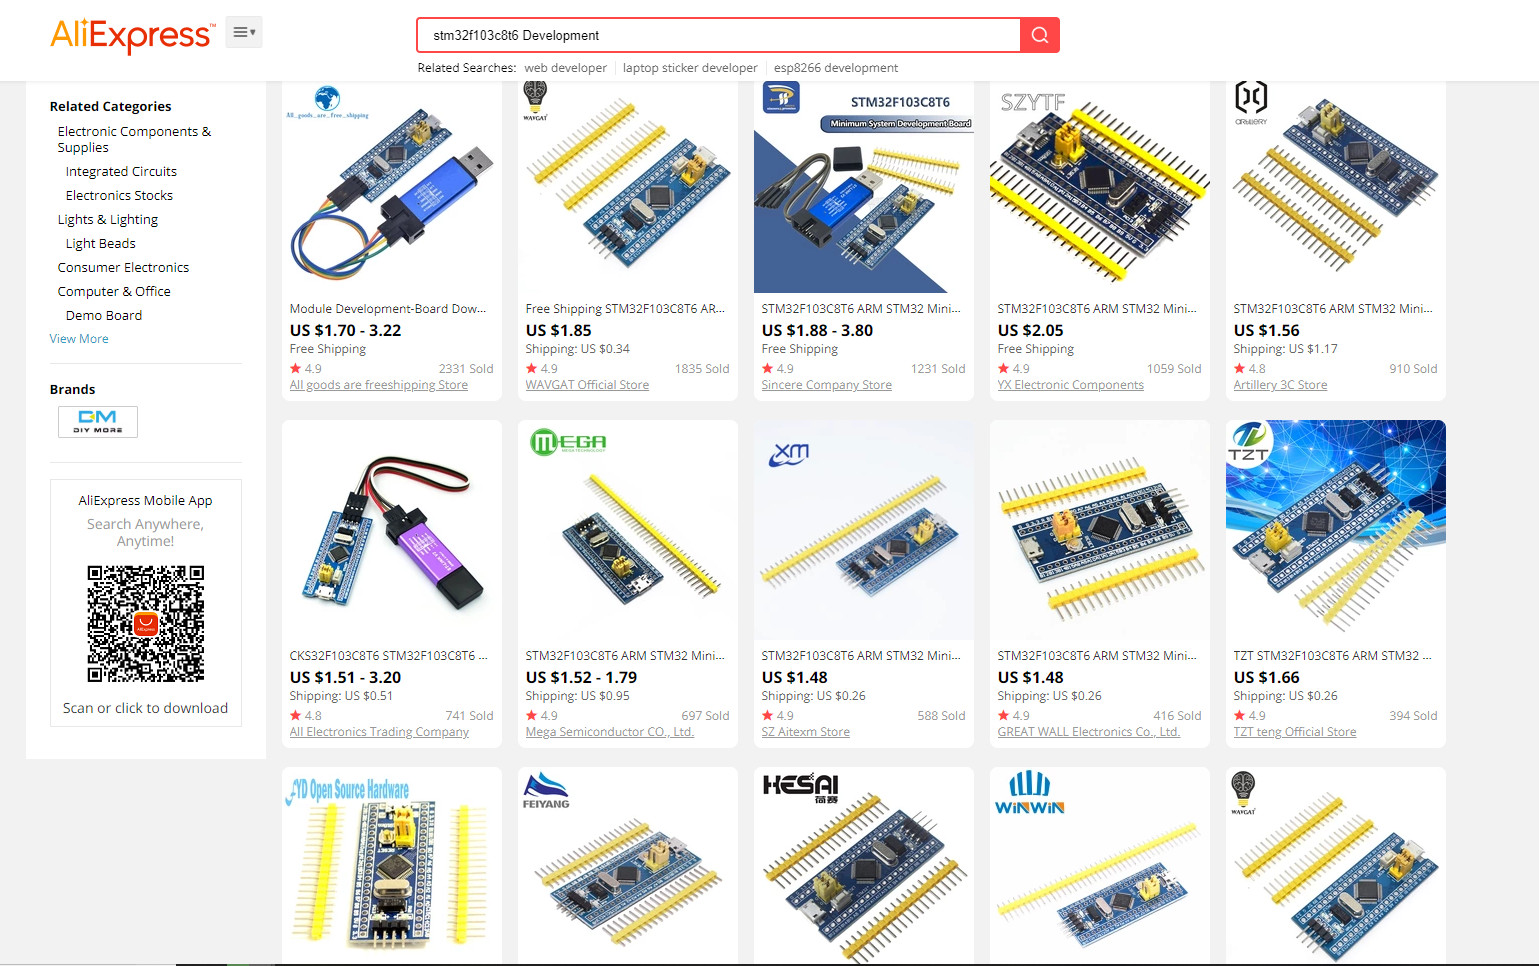 AliExpress™
stm32f103c8t6 Development
Related Searches: web developer laptop sticker developer esp8266 development
Related Categories
Electronic Components &
Supplies
Integrated Circuits
Electronics Stocks
Lights & Lighting
Light Beads
Consumer Electronics
Computer & Office
Demo Board
View More
Brands
DM
DIY MORE
AliExpress Mobile App
Search Anywhere,
Anytime!
AliExpress
Scan or click to download
All_goods_are_free_shipping
Module Development-Board Dow...
US $1.70 - 3.22
Free Shipping
4.9 2331 Sold
All goods are freeshipping Store
WAVGAT
Free Shipping STM32F103C8T6 AR...
US $1.85
Shipping: US $0.34
4.9 1835 Sold
WAVGAT Official Store
STM32F103C8T6
Minimum System Development Board
STM32F103C8T6 ARM STM32 Mini...
US $1.88 - 3.80
Free Shipping
4.9 1231 Sold
Sincere Company Store
SZYTF
STM32F103C8T6 ARM STM32 Mini...
US $2.05
Free Shipping
4.9 1059 Sold
YX Electronic Components
ARTILLERY
STM32F103C8T6 ARM STM32 Mini...
US $1.56
Shipping: US $1.17
4.8 910 Sold
Artillery 3C Store
CKS32F103C8T6 STM32F103C8T6 ...
US $1.51 - 3.20
Shipping: US $0.51
4.8 741 Sold
All Electronics Trading Company
MEGA
STM32F103C8T6 ARM STM32 Mini...
US $1.52 - 1.79
Shipping: US $0.95
4.9 697 Sold
Mega Semiconductor CO., Ltd.
XM
STM32F103C8T6 ARM STM32 Mini...
US $1.48
Shipping: US $0.26
4.9 588 Sold
SZ Aitexm Store
STM32F103C8T6 ARM STM32 Mini...
US $1.48
Shipping: US $0.26
4.9 416 Sold
GREAT WALL Electronics Co., Ltd.
TZT
TZT STM32F103C8T6 ARM STM32 ...
US $1.66
Shipping: US $0.26
4.9 394 Sold
TZT teng Official Store
SYD Open Source Hardware
FEIYANG
HESAI
荷赛
WINWIN
WAVGAT